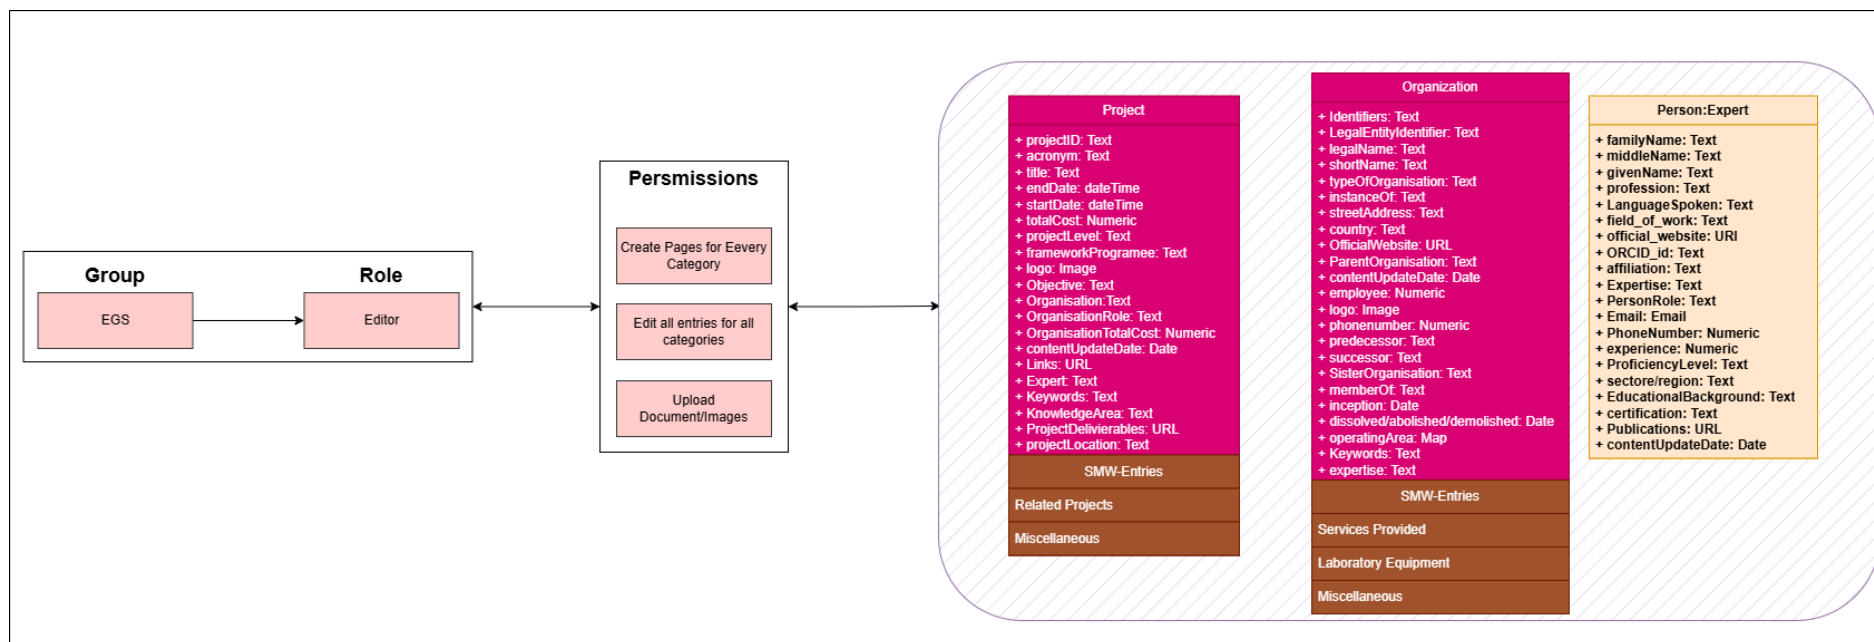 Group
Role
EGS
Editor
Persmissions
Create Pages for Eevery
Category
Edit all entries for all
categories
Upload
Document/Images
Project
+ projectID: Text
+ acronym: Text
+ title: Text
+ endDate: dateTime
+ startDate: dateTime
+ totalCost: Numeric
+ projectLevel: Text
+ frameworkProgramee: Text
+ logo: Image
+ Objective: Text
+ Organisation:Text
+ OrganisationRole: Text
+ OrganisationTotalCost: Numeric
+ contentUpdateDate: Date
+ Links: URL
+ Expert: Text
+ Keywords: Text
+ KnowledgeArea: Text
+ ProjectDelivierables: URL
+ projectLocation: Text
SMW-Entries
Related Projects
Miscellaneous
Organization
+ Identifiers: Text
+ LegalEntityIdentifier: Text
+ legalName: Text
+ shortName: Text
+ typeOfOrganisation: Text
+ instanceOf: Text
+ streetAddress: Text
+ country: Text
+ OfficialWebsite: URL
+ ParentOrganisation: Text
+ contentUpdateDate: Date
+ employee: Numeric
+ logo: Image
+ phonenumber: Numeric
+ predecessor: Text
+ successor: Text
+ SisterOrganisation: Text
+ memberOf: Text
+ inception: Date
+ dissolved/abolished/demolished: Date
+ operatingArea: Map
+ Keywords: Text
+ expertise: Text
SMW-Entries
Services Provided
Laboratory Equipment
Miscellaneous
Person:Expert
+ familyName: Text
+ middleName: Text
+ givenName: Text
+ profession: Text
+ LanguageSpoken: Text
+ field_of_work: Text
+ official_website: URI
+ ORCID_id: Text
+ affiliation: Text
+ Expertise: Text
+ PersonRole: Text
+ Email: Email
+ PhoneNumber: Numeric
+ experience: Numeric
+ ProficiencyLevel: Text
+ sectore/region: Text
+ EducationalBackground: Text
+ certification: Text
+ Publications: URL
+ contentUpdateDate: Date